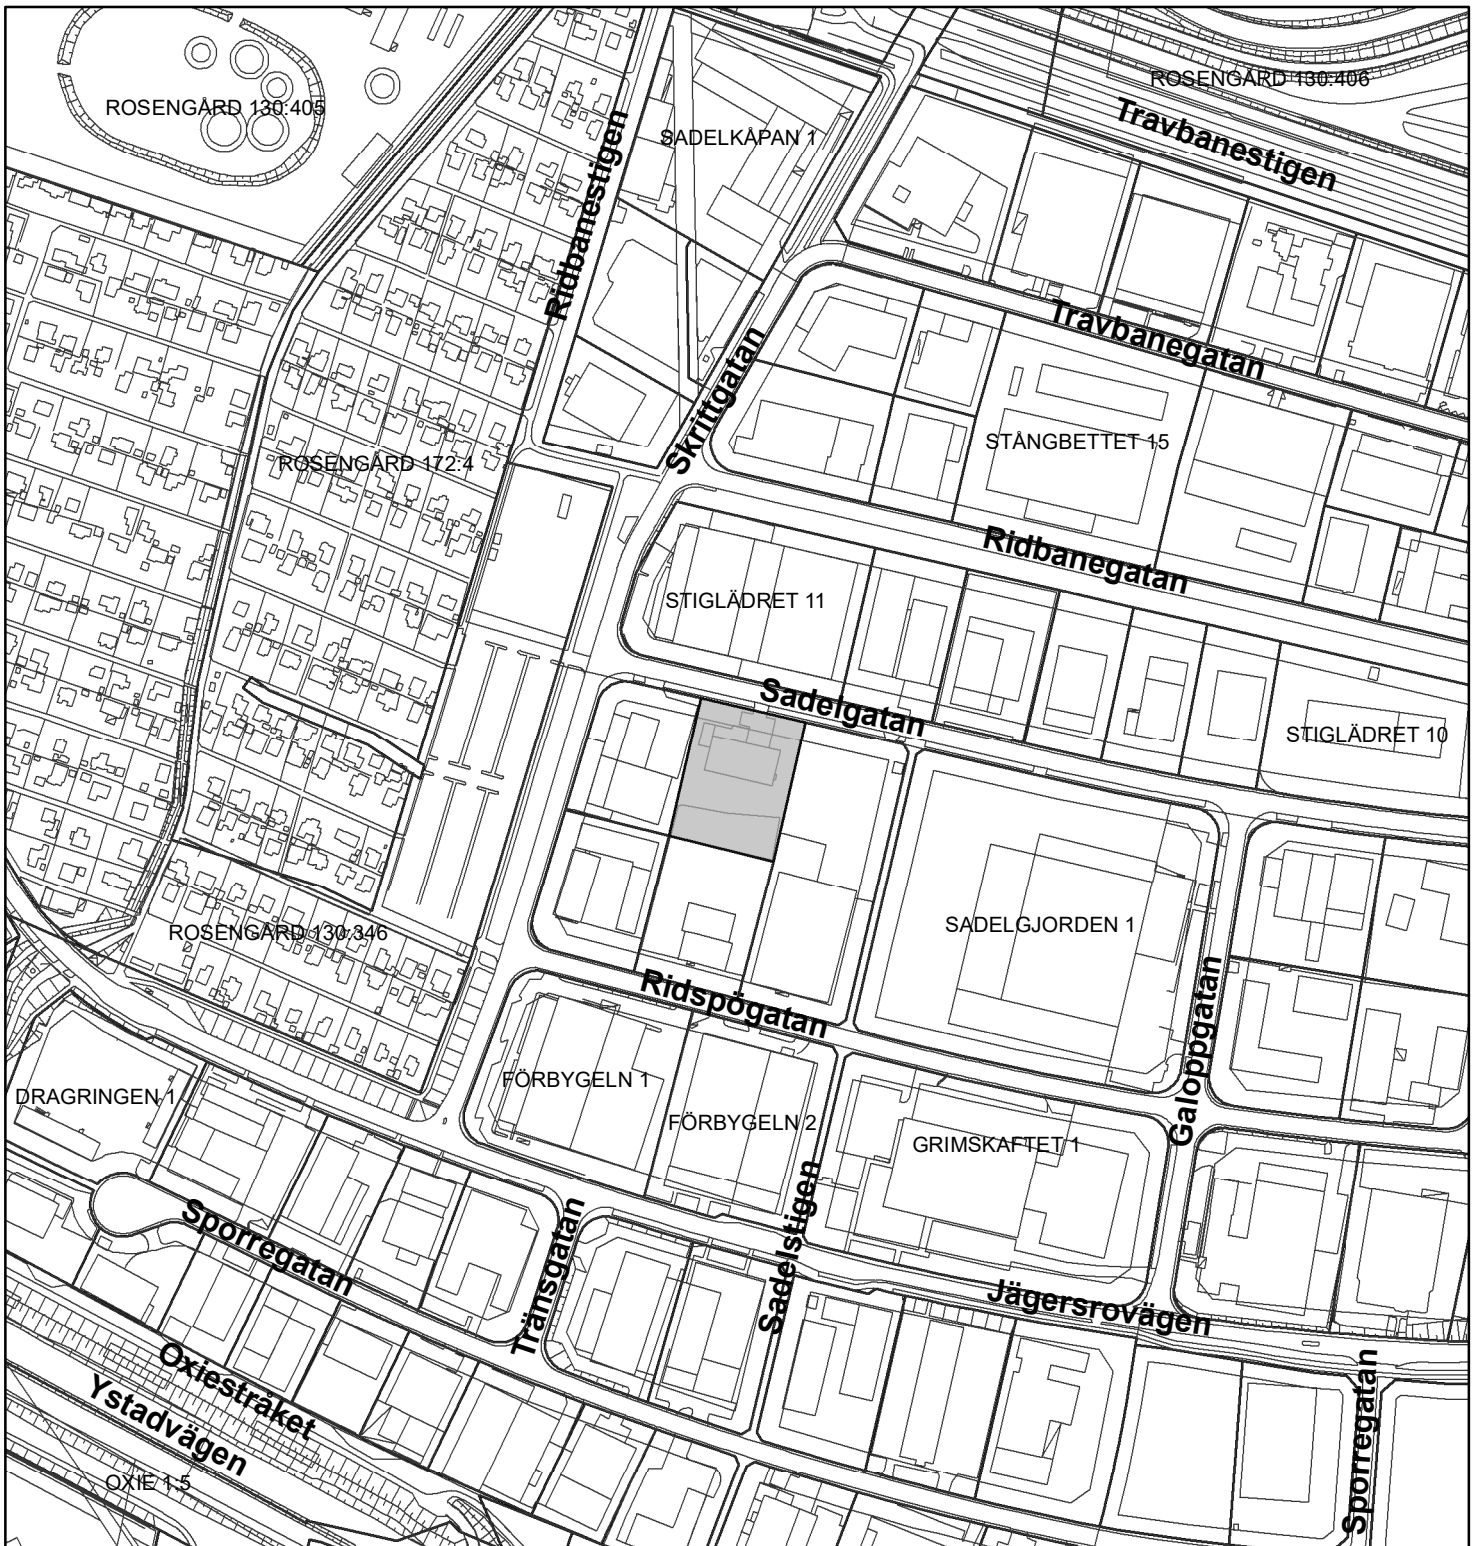 ROSENGÅRD 130:406
ROSENGÅRD 130:405
Travbanestigen
SADELKÅPAN 1
Ridbanestigen
Travbanegatan
Skrittgatan
STÅNGBETTET 15
ROSENGÅRD 172:4
Ridbanegatan
STIGLÄDRET 11
Sadelgatan
STIGLÄDRET 10
SADELGJORDEN 1
ROSENGÅRD 130:346
Ridspögatan
Galoppgatan
FÖRBYGELN 1
DRAGRINGEN 1
FÖRBYGELN 2
GRIMSKAFTET 1
Sadelstigen
Sporregatan
Tränsgatan
Jägersrovägen
Oxiestråket
Ystadvägen
Sporregatan
OXIE 1:5